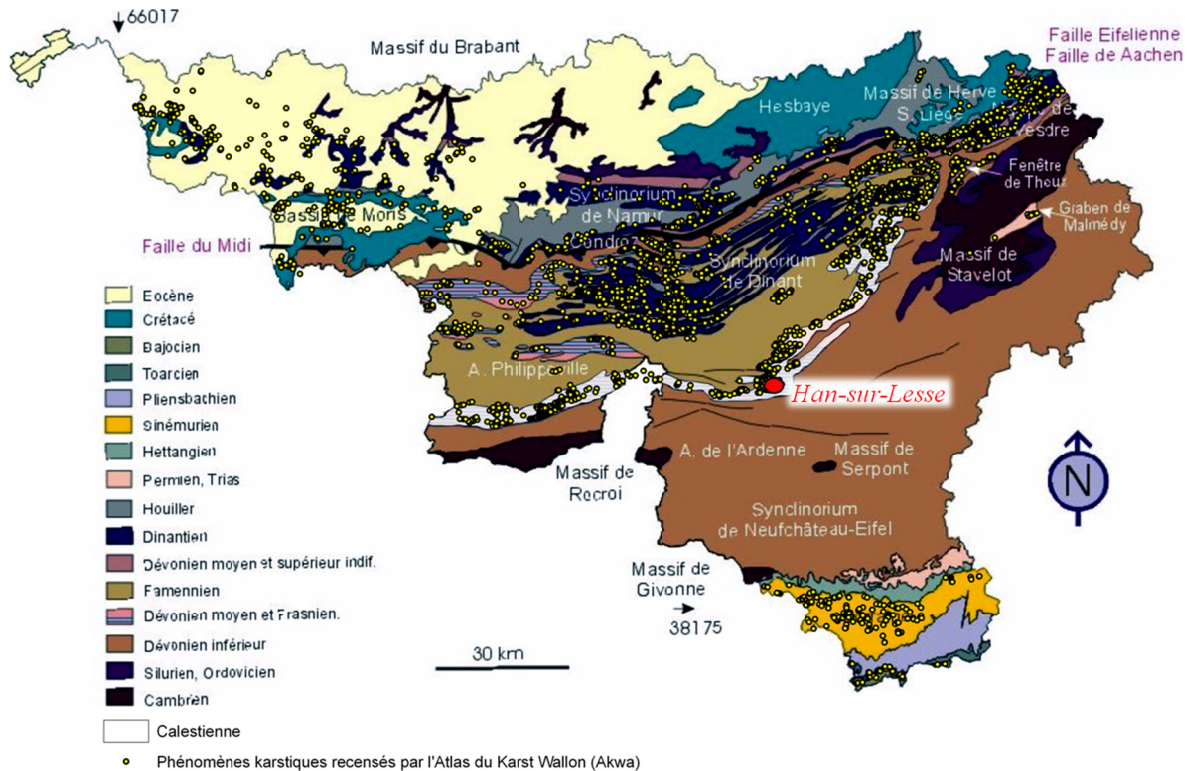 66017
Massif du Brabant
Faille Eifelienne
Faille de Aachen
Hesbaye
Massif de Herve
S. Liège
de
Vesdre
Fenêtre
de Theux
Graben de
Malmédy
Synclinorium
de Namur
Bassin de Mons
Faille du Midi
Condroz
Synclinorium
de Dinant
Massif de
Stavelot
A. Philippeville
Han-sur-Lesse
A. de l'Ardenne
Massif de
Serpont
Massif de
Rocroi
Synclinorium
de Neufchâteau-Eifel
Massif de
Givonne
38175
N
30 km
Eocène
Crétacé
Bajocien
Toarcien
Pliensbachien
Sinémurien
Hettangien
Permien, Trias
Houiller
Dinantien
Dévonien moyen et supérieur indif.
Famennien
Dévonien moyen et Frasnien.
Dévonien inférieur
Silurien, Ordovicien
Cambrien
Calestienne
Phénomènes karstiques recensés par l'Atlas du Karst Wallon (Akwa)